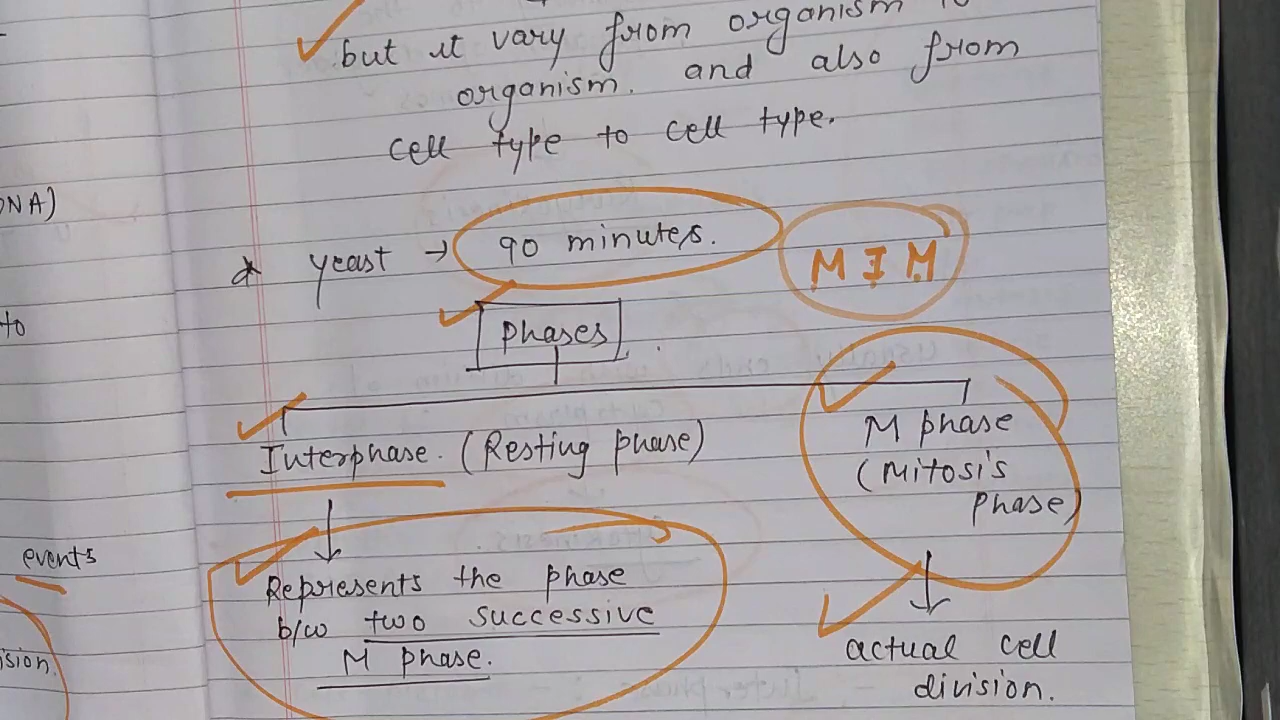 but it vary from organism to
organism. and also from
cell type to cell type.
NA)
* yeast → 90 minutes.
MIM
to
Phases
Interphase. (Resting phase)
M phase
(Mitosis
Phase)
events
Represents the phase
b/w two successive
M phase.
ision.
actual cell
division.